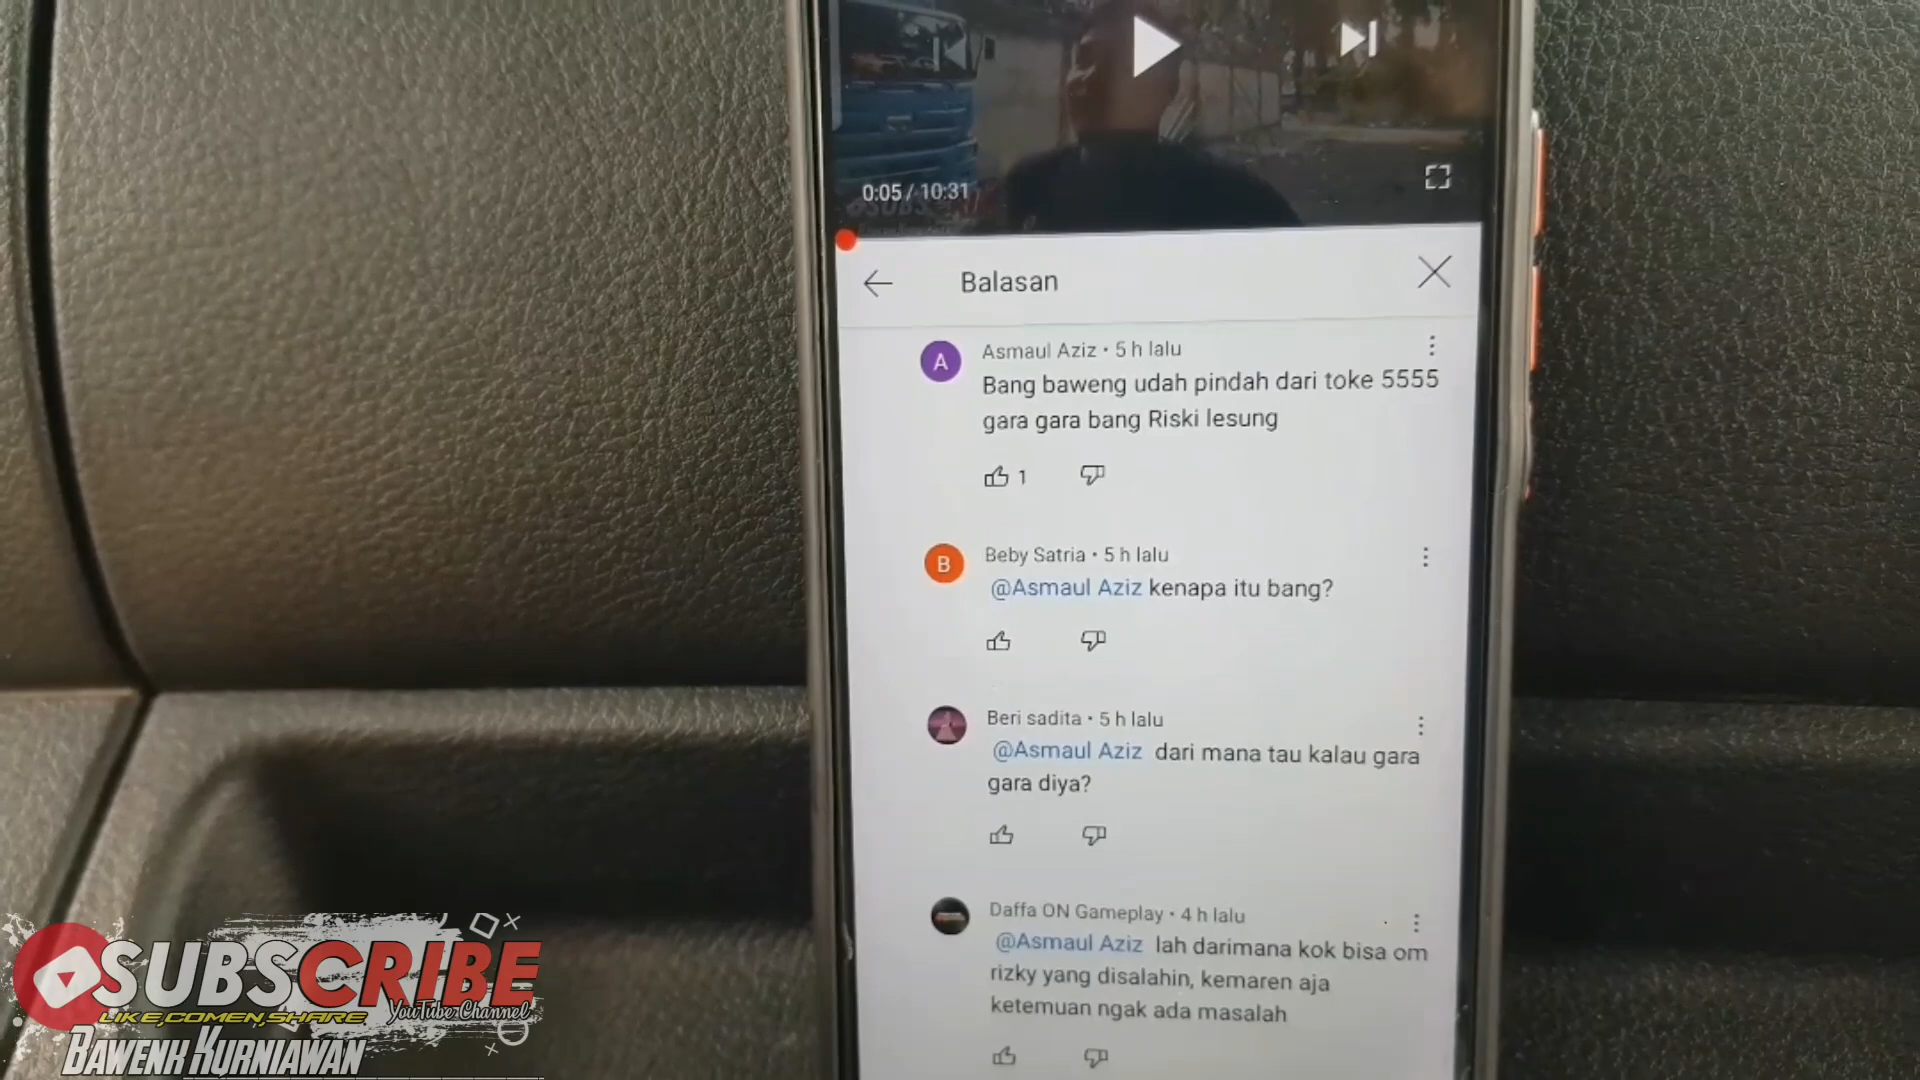 0:05 / 10:31
Balasan
A
Asmaul Aziz • 5 h lalu
Bang baweng udah pindah dari toke 5555
gara gara bang Riski lesung
1
B
Beby Satria • 5 h lalu
@Asmaul Aziz kenapa itu bang?
Beri sadita • 5 h lalu
@Asmaul Aziz dari mana tau kalau gara
gara diya?
Daffa ON Gameplay • 4 h lalu
@Asmaul Aziz lah darimana kok bisa om
rizky yang disalahin, kemaren aja
ketemuan ngak ada masalah
SUBSCRIBE
LIKE,COMEN,SHARE YouTube Channel
BAWENK KURNIAWAN